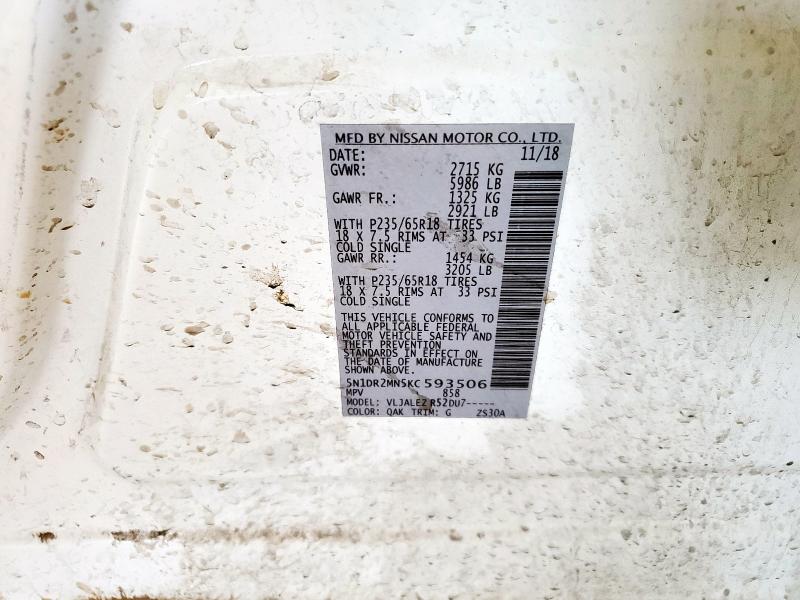 MFD BY NISSAN MOTOR CO., LTD.
DATE: 11/18
GVWR: 2715 KG
5986 LB
GAWR FR.: 1325 KG
2921 LB
WITH P235/65R18 TIRES
18 X 7.5 RIMS AT 33 PSI
COLD SINGLE
GAWR RR.: 1454 KG
3205 LB
WITH P235/65R18 TIRES
18 X 7.5 RIMS AT 33 PSI
COLD SINGLE
THIS VEHICLE CONFORMS TO
ALL APPLICABLE FEDERAL
MOTOR VEHICLE SAFETY AND
THEFT PREVENTION
STANDARDS IN EFFECT ON
THE DATE OF MANUFACTURE
SHOWN ABOVE.
5N1DR2MN5KC593506
MPV 858
MODEL: VLJALEZ R52DU7-----
COLOR: QAK TRIM: G ZS30A